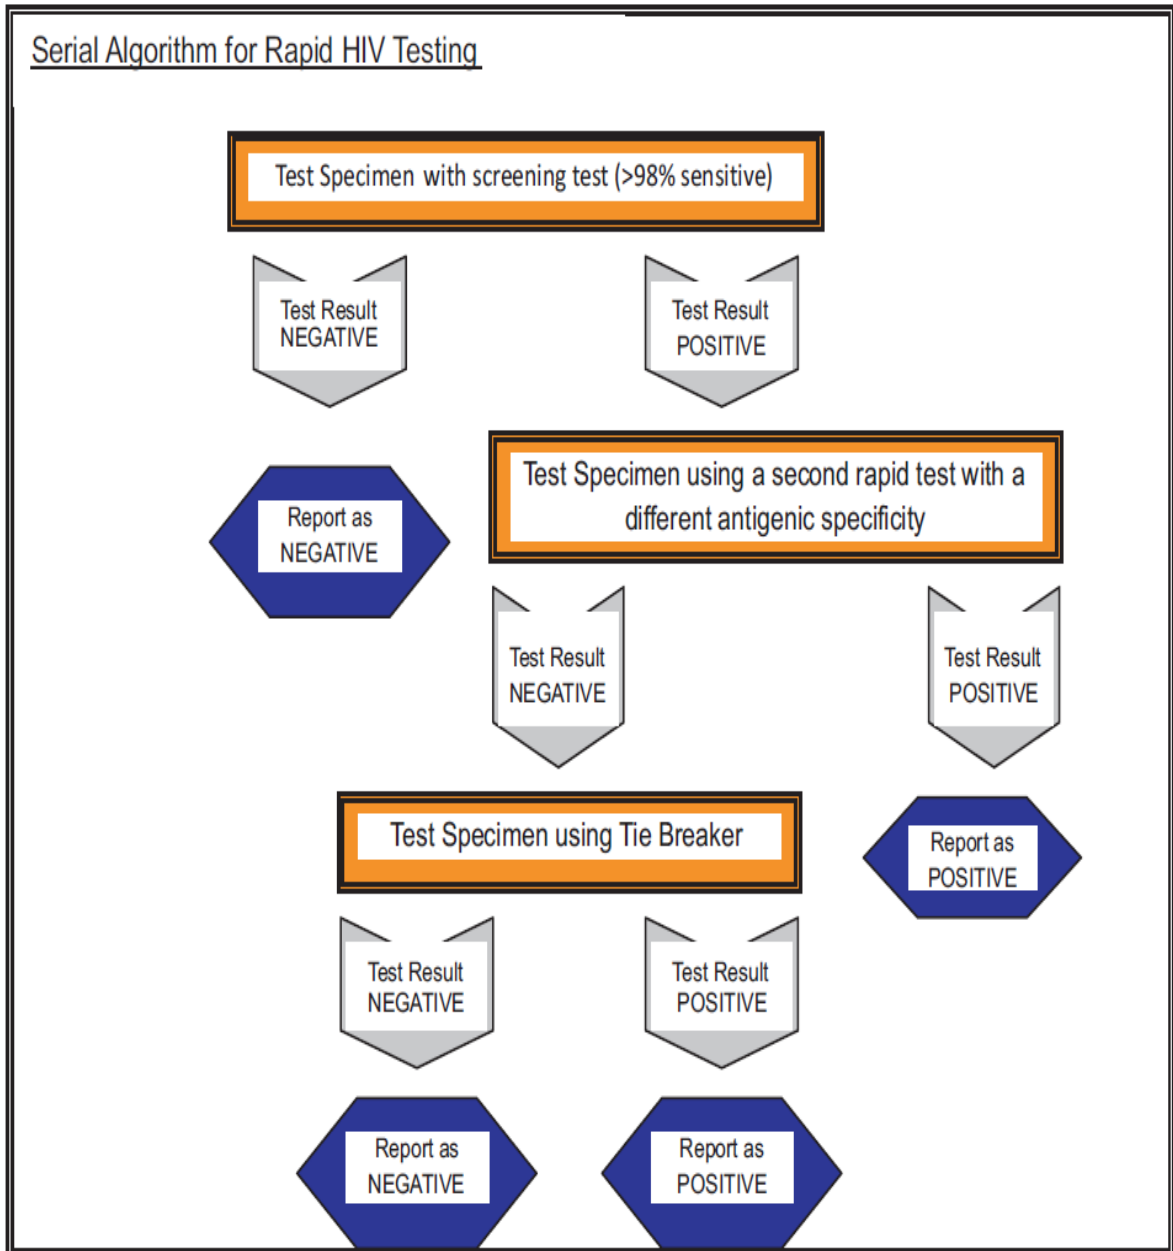 Serial Algorithm for Rapid HIV Testing
Test Specimen with screening test (>98% sensitive)
Test Result
NEGATIVE
Test Result
POSITIVE
Report as
NEGATIVE
Test Specimen using a second rapid test with a
different antigenic specificity
Test Result
NEGATIVE
Test Result
POSITIVE
Test Specimen using Tie Breaker
Report as
POSITIVE
Test Result
NEGATIVE
Test Result
POSITIVE
Report as
NEGATIVE
Report as
POSITIVE